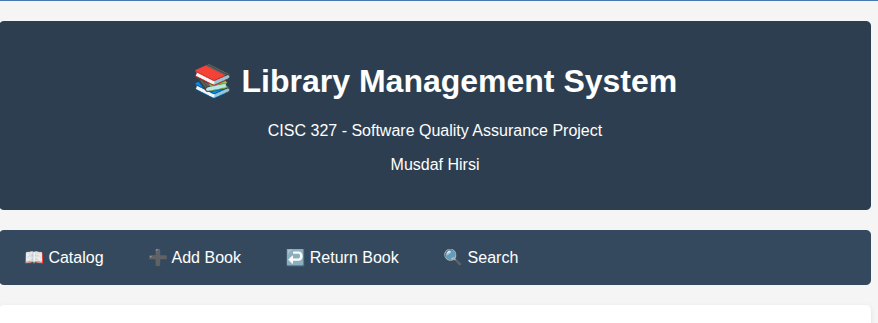 📚 Library Management System
CISC 327 - Software Quality Assurance Project
Musdaf Hirsi
📖 Catalog ➕ Add Book ↩️ Return Book 🔍 Search